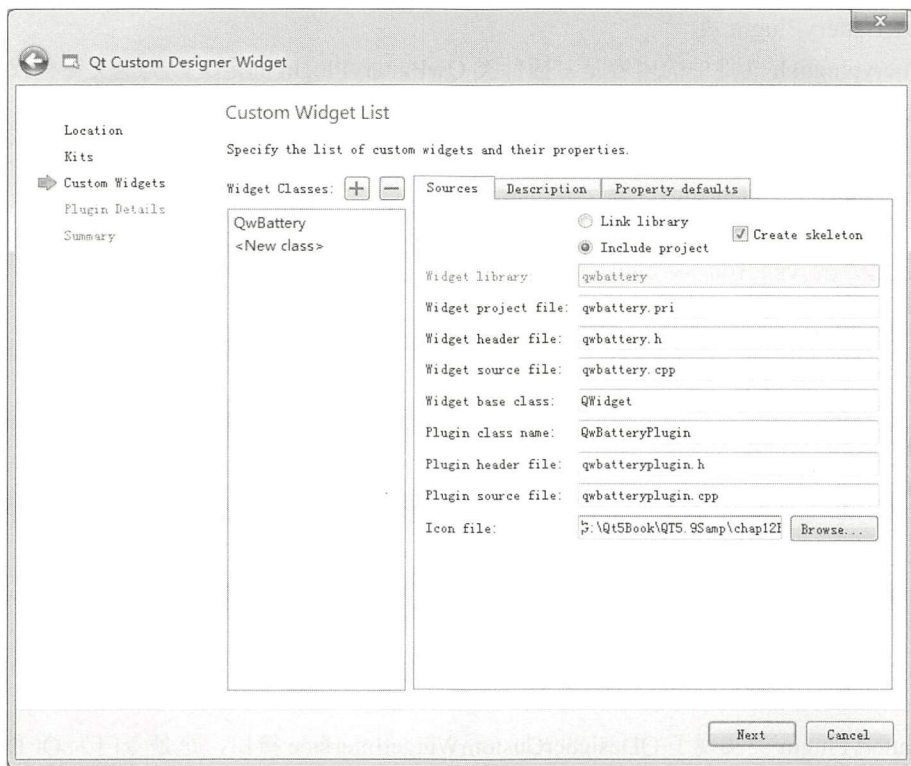 Qt Custom Designer Widget
Location
Kits
Custom Widgets
Plugin Details
Summary
Custom Widget List
Specify the list of custom widgets and their properties.
Widget Classes:
QwBattery
<New class>
Sources
Description
Property defaults
Link library
Include project
Create skeleton
Widget library: qwbattery
Widget project file: qwbattery.pri
Widget header file: qwbattery.h
Widget source file: qwbattery.cpp
Widget base class: QWidget
Plugin class name: QwBatteryPlugin
Plugin header file: qwbatteryplugin.h
Plugin source file: qwbatteryplugin.cpp
Icon file: :\Qt5Book\QT5.9Samp\chap12 Browse...
Next
Cancel